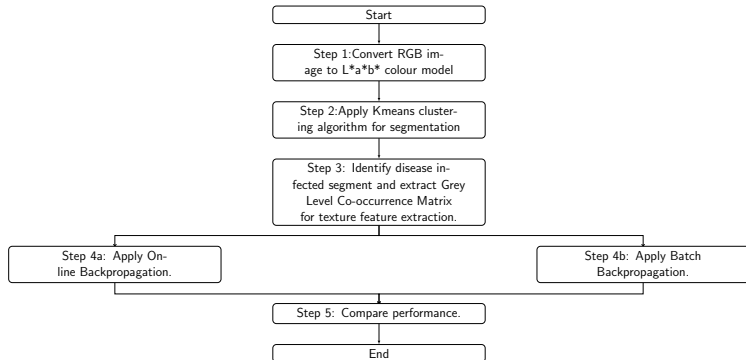 Start
Step 1:Convert RGB im-
age to L*a*b* colour model
Step 2:Apply Kmeans cluster-
ing algorithm for segmentation
Step 3: Identify disease in-
fected segment and extract Grey
Level Co-occurrence Matrix
for texture feature extraction.
Step 4a: Apply On-
line Backpropagation.
Step 4b: Apply Batch
Backpropagation.
Step 5: Compare performance.
End